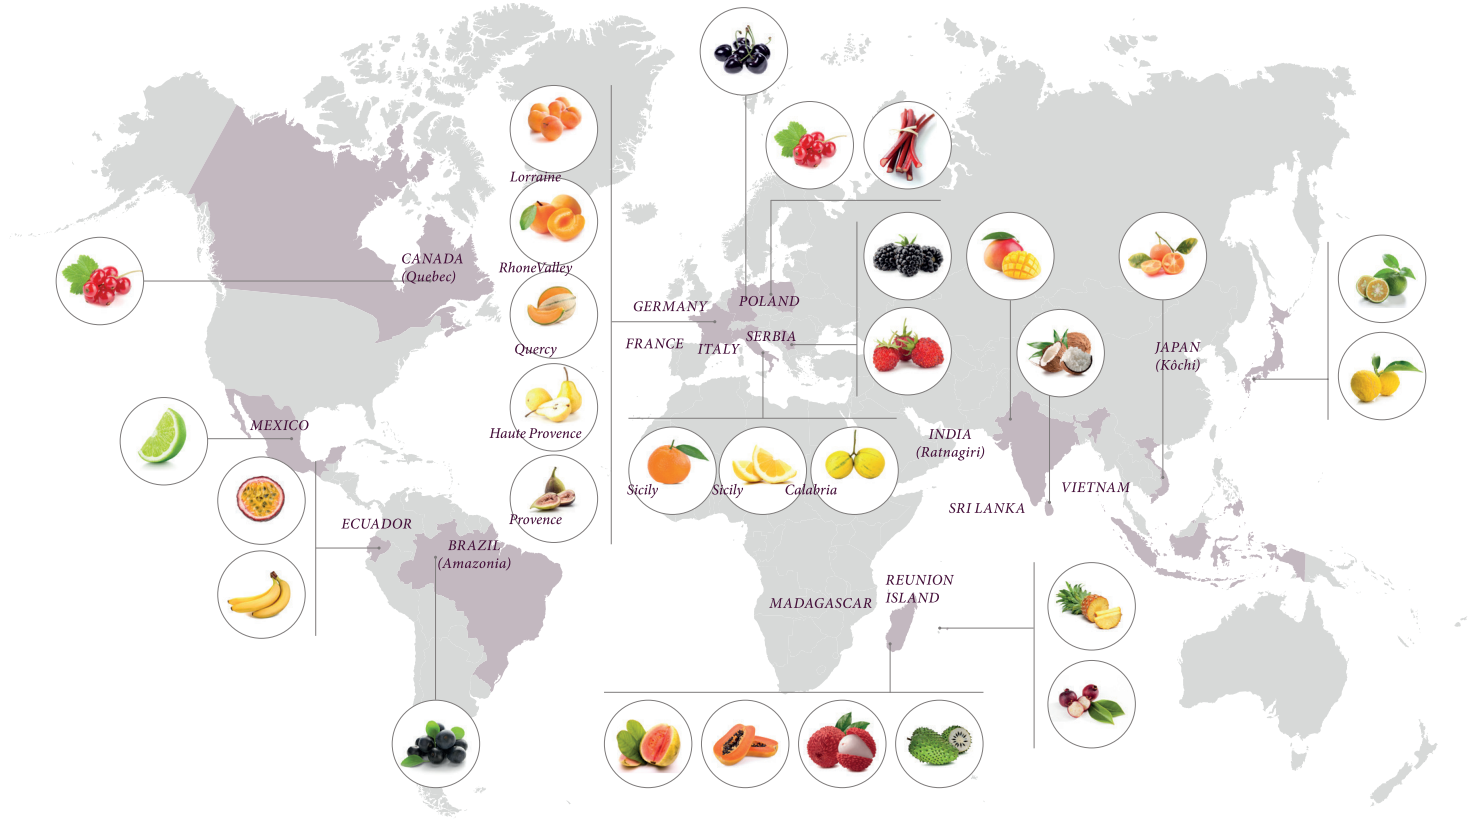 Lorraine
RhoneValley
Quercy
Haute Provence
Provence
CANADA
(Quebec)
MEXICO
ECUADOR
BRAZIL
(Amazonia)
GERMANY
POLAND
FRANCE
ITALY
SERBIA
Sicily
Sicily
Calabria
JAPAN
(Kôchi)
INDIA
(Ratnagiri)
VIETNAM
SRI LANKA
REUNION
ISLAND
MADAGASCAR